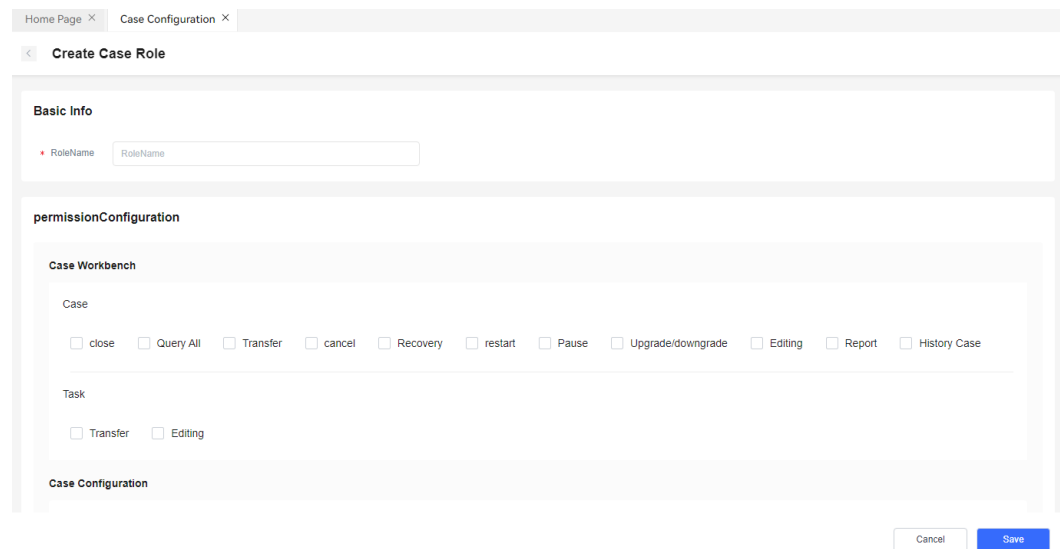 Home Page × Case Configuration ×
< Create Case Role
Basic Info
* RoleName RoleName
permissionConfiguration
Case Workbench
Case
close Query All Transfer cancel Recovery restart Pause Upgrade/downgrade Editing Report History Case
Task
Transfer Editing
Case Configuration
Cancel Save